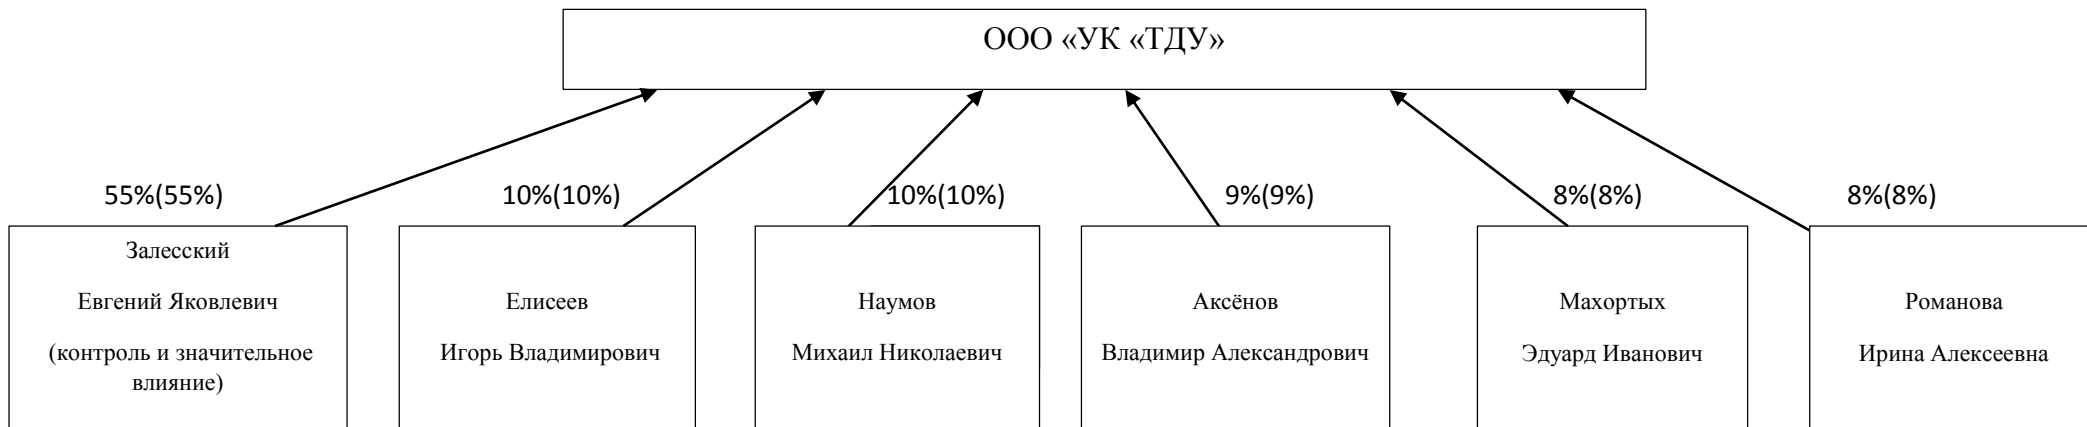 ООО «УК «ТДУ»
55%(55%)
10%(10%)
10%(10%)
9%(9%)
8%(8%)
8%(8%)
Залесский
Евгений Яковлевич
(контроль и значительное
влияние)
Елисеев
Игорь Владимирович
Наумов
Михаил Николаевич
Аксёнов
Владимир Александрович
Махортых
Эдуард Иванович
Романова
Ирина Алексеевна